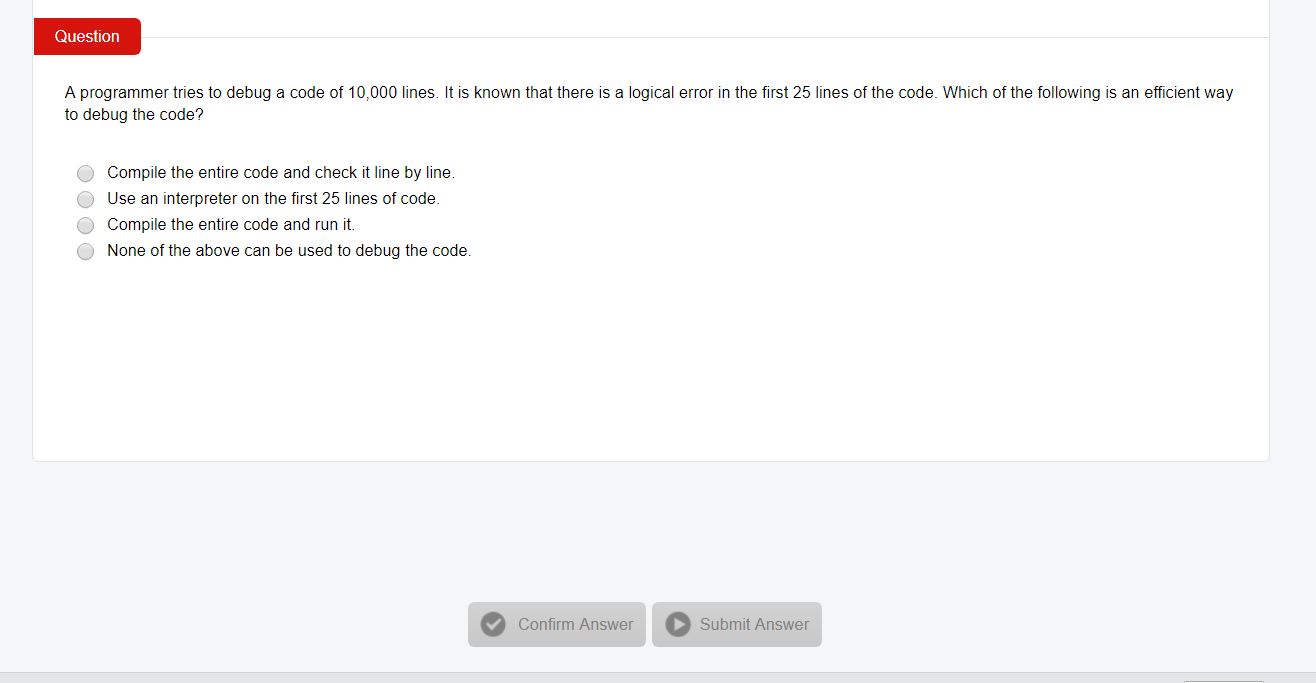 Question
A programmer tries to debug a code of 10,000 lines. It is known that there is a logical error in the first 25 lines of the code. Which of the following is an efficient way
to debug the code?
Compile the entire code and check it line by line.
Use an interpreter on the first 25 lines of code.
Compile the entire code and run it.
None of the above can be used to debug the code.
Confirm Answer
Submit Answer